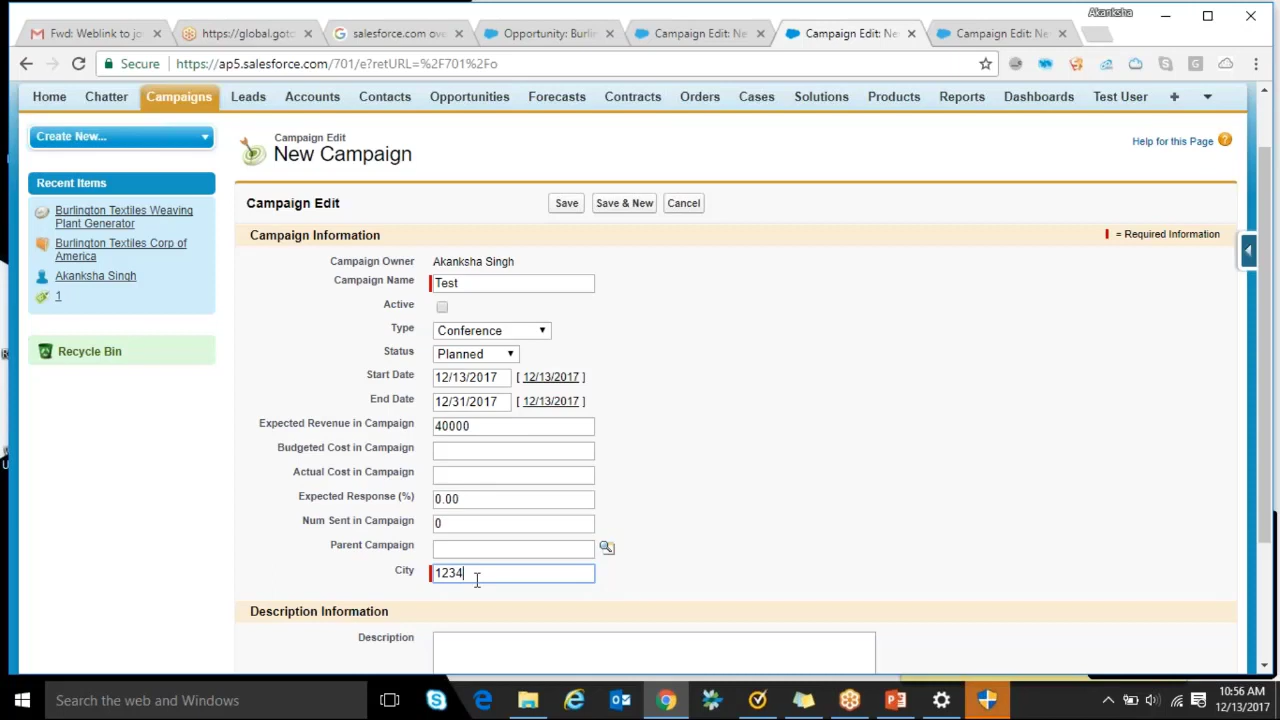 Akanksha
Fwd: Weblink to jo
https://global.gotc
salesforce.com ove
Opportunity: Burlin
Campaign Edit: Ne
Campaign Edit: Ne
Campaign Edit: Ne
Secure https://ap5.salesforce.com/701/e?retURL=%2F701%2Fo
Home Chatter Campaigns Leads Accounts Contacts Opportunities Forecasts Contracts Orders Cases Solutions Products Reports Dashboards Test User +
Create New...
Recent Items
Burlington Textiles Weaving
Plant Generator
Burlington Textiles Corp of
America
Akanksha Singh
1
Recycle Bin
Campaign Edit
New Campaign
Help for this Page
Campaign Edit Save Save & New Cancel
Campaign Information = Required Information
Campaign Owner Akanksha Singh
Campaign Name Test
Active
Type Conference
Status Planned
Start Date 12/13/2017 [ 12/13/2017 ]
End Date 12/31/2017 [ 12/13/2017 ]
Expected Revenue in Campaign 40000
Budgeted Cost in Campaign
Actual Cost in Campaign
Expected Response (%) 0.00
Num Sent in Campaign 0
Parent Campaign
City 1234
Description Information
Description
Search the web and Windows
10:56 AM
12/13/2017